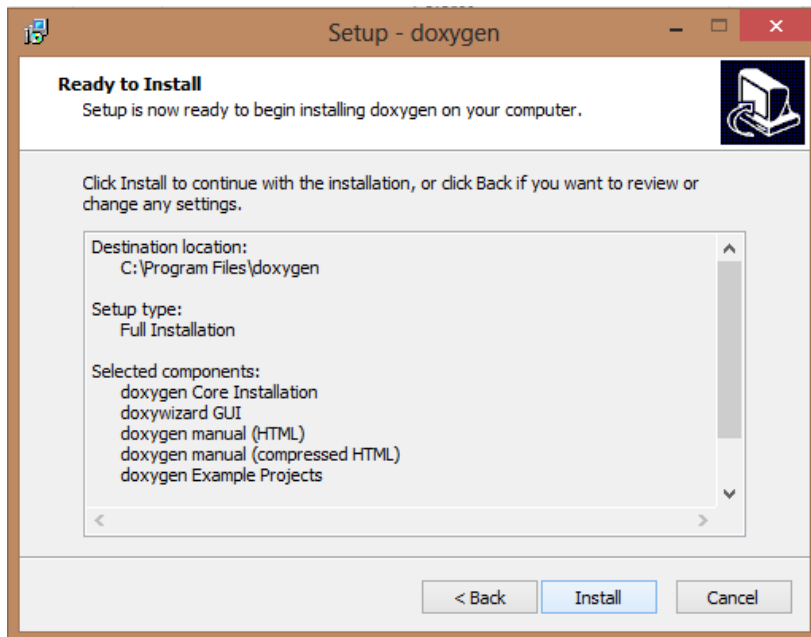 Setup - doxygen
Ready to Install
Setup is now ready to begin installing doxygen on your computer.
Click Install to continue with the installation, or click Back if you want to review or
change any settings.
Destination location:
C:\Program Files\doxygen
Setup type:
Full Installation
Selected components:
doxygen Core Installation
doxywizard GUI
doxygen manual (HTML)
doxygen manual (compressed HTML)
doxygen Example Projects
< Back
Install
Cancel